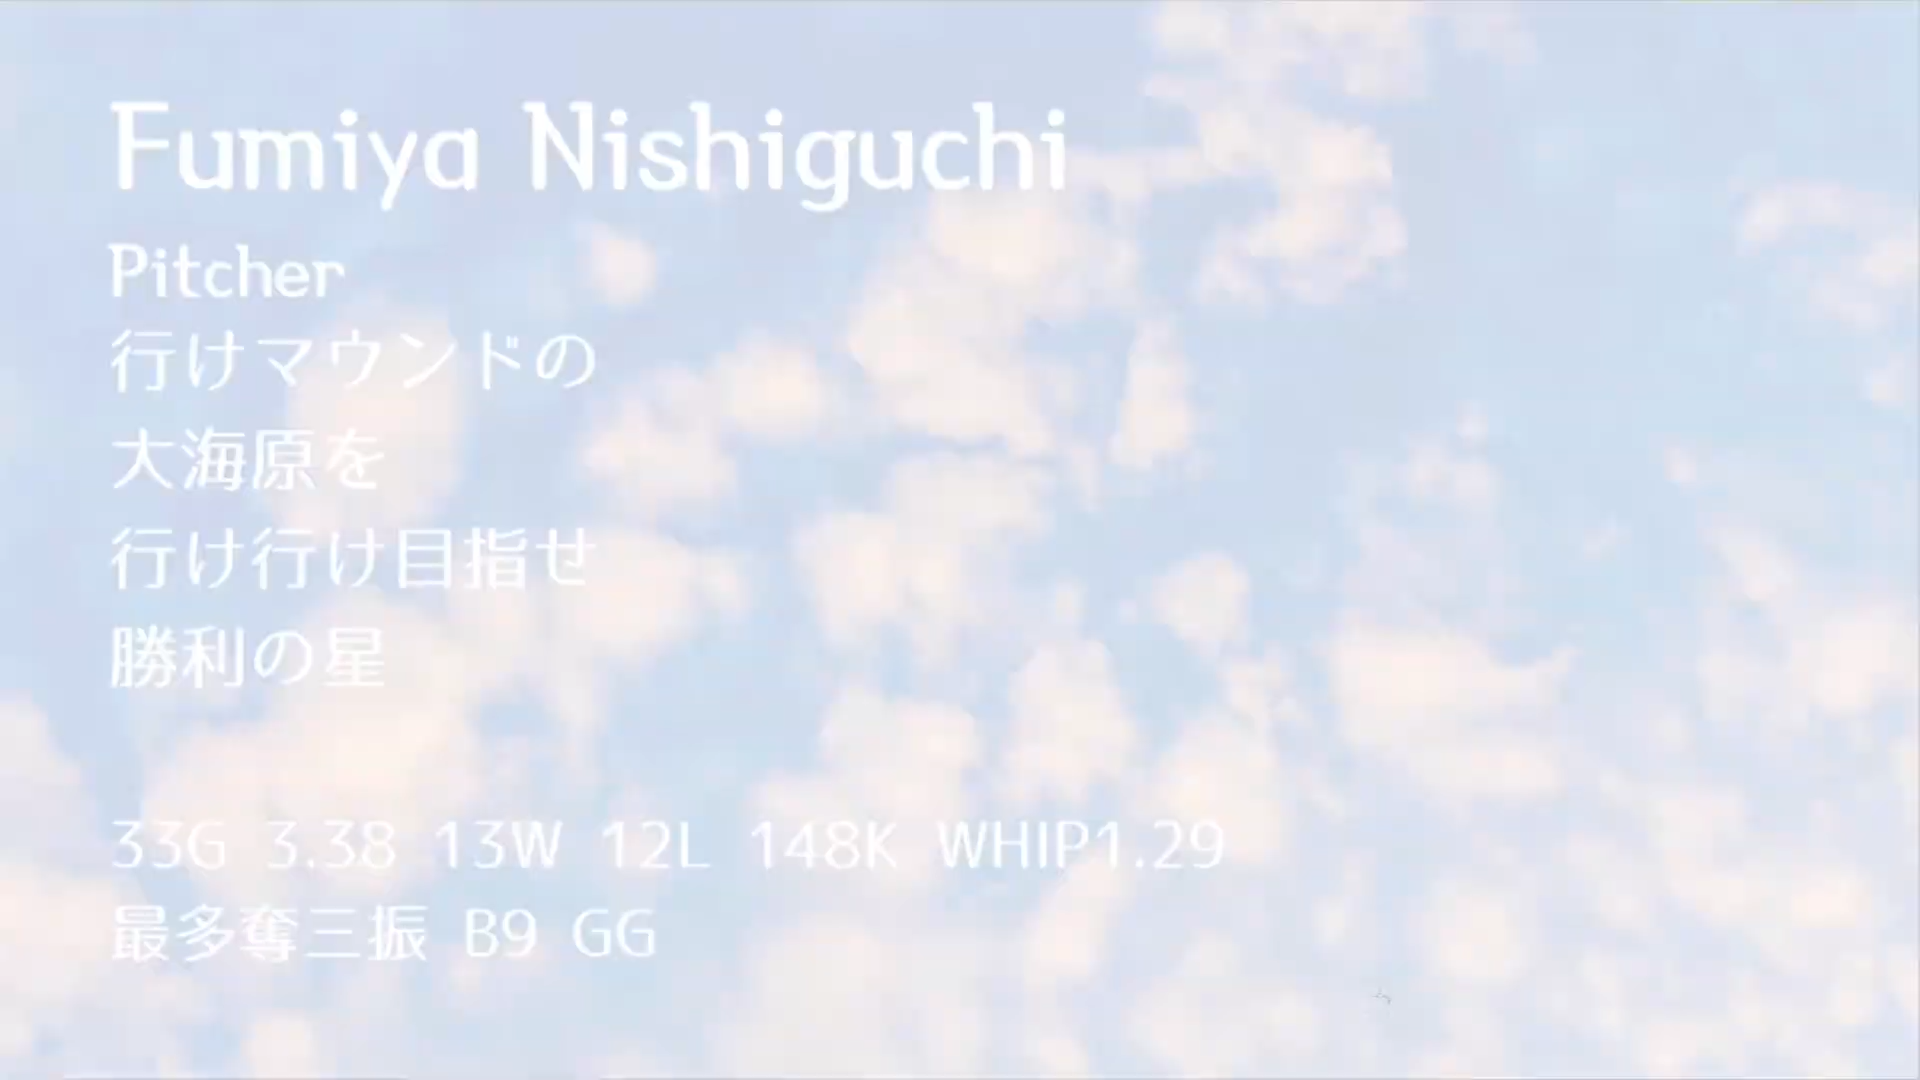 Fumiya Nishiguchi
Pitcher
行けマウンドの
大海原を
行け行け目指せ
勝利の星
33G 3.38 13W 12L 148K WHIP1.29
最多奪三振 B9 GG